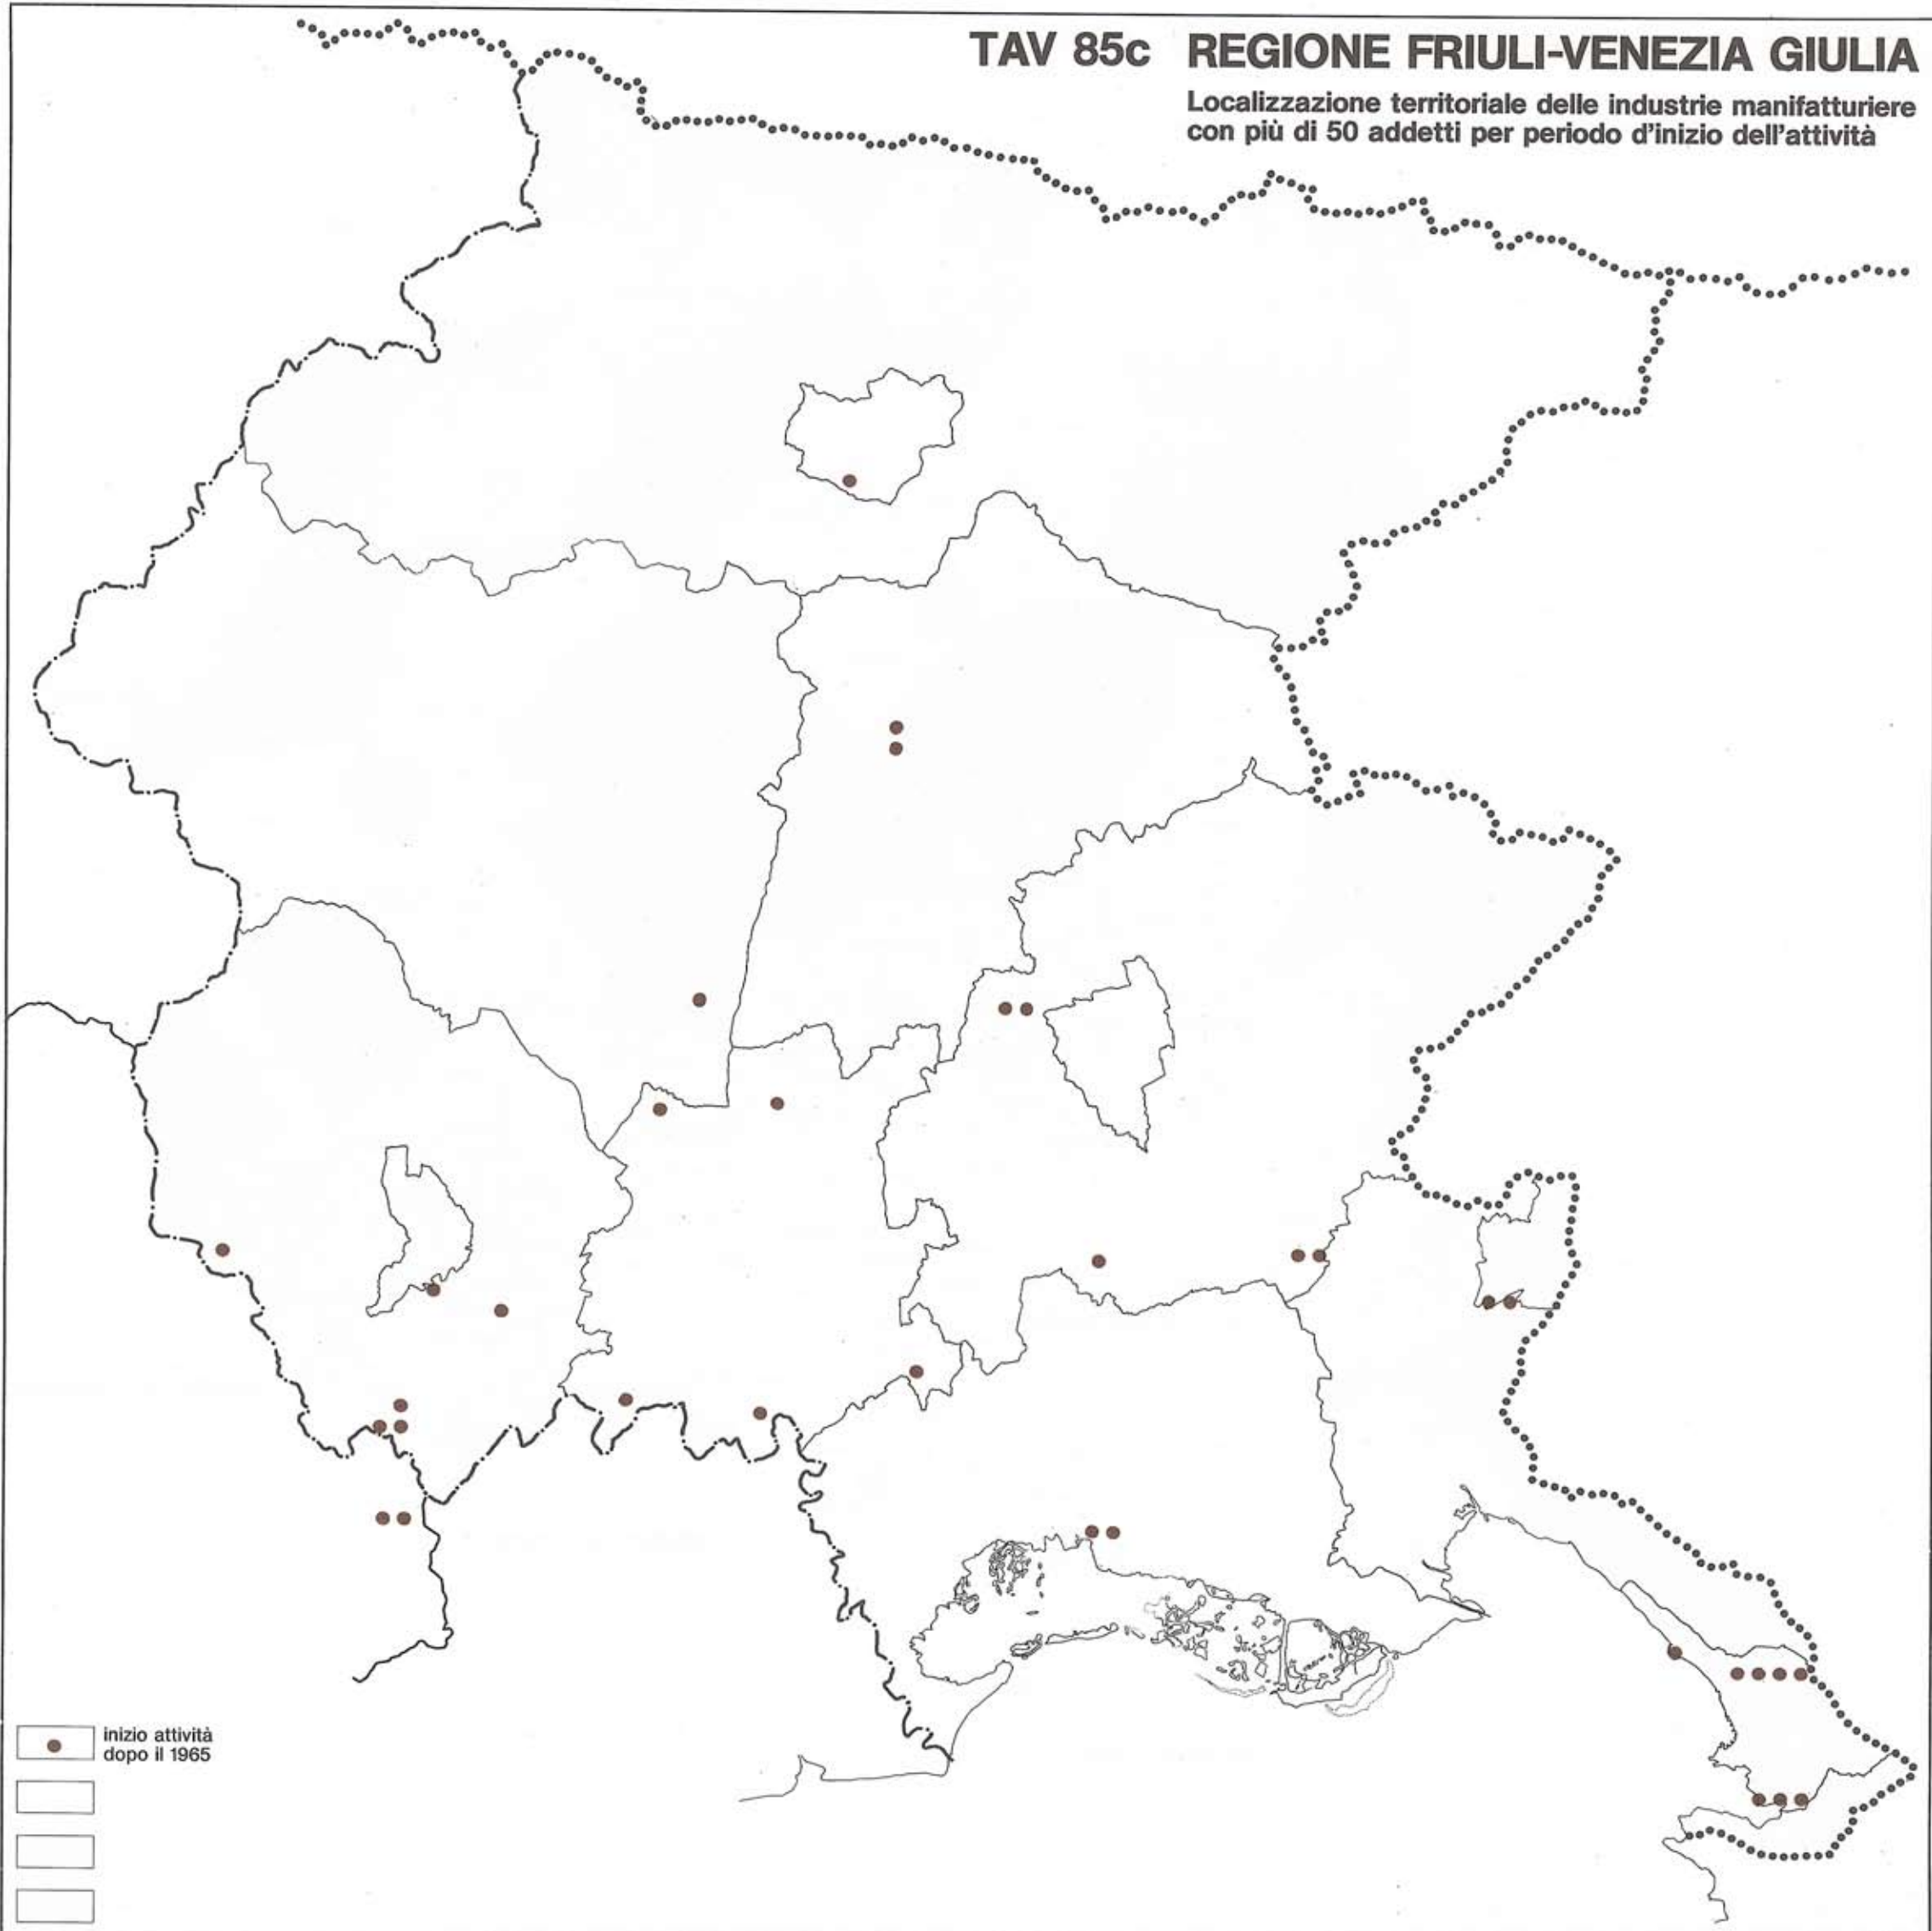 TAV 85c REGIONE FRIULI-VENEZIA GIULIA
Localizzazione territoriale delle industrie manifatturiere
con più di 50 addetti per periodo d'inizio dell'attività
inizio attività
dopo il 1965